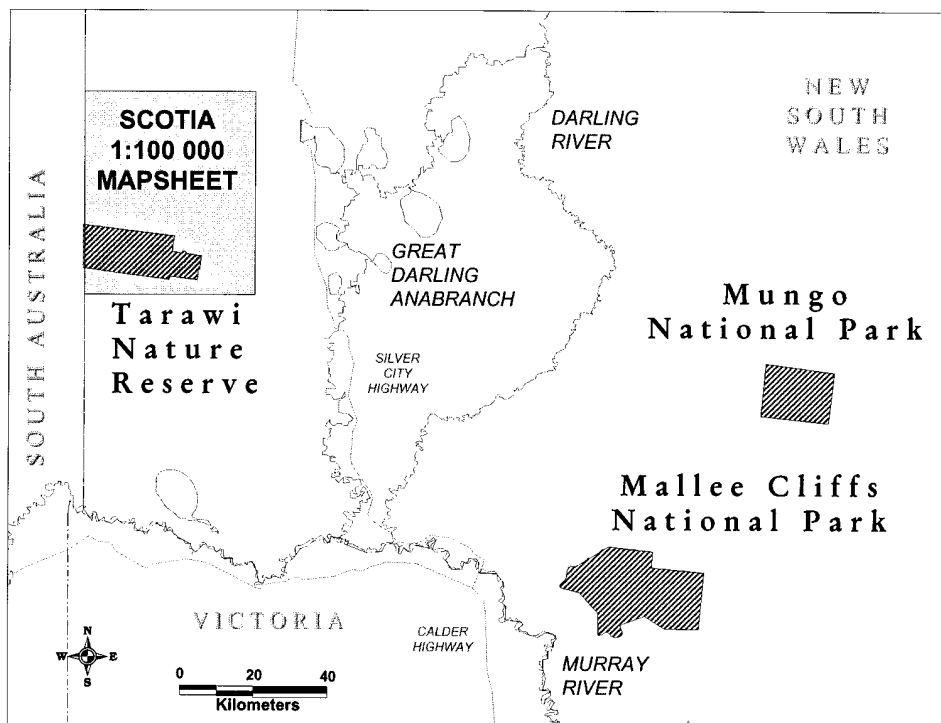 SCOTIA
1:100 000
MAPSHEET
DARLING
RIVER
NEW
SOUTH
WALES
SOUTH AUSTRALIA
GREAT
DARLING
ANABRANCH
Tarawi
Nature
Reserve
SILVER
CITY
HIGHWAY
Mungo
National Park
Mallee Cliffs
National Park
VICTORIA
CALDER
HIGHWAY
MURRAY
RIVER
N
W E
S
0 20 40
Kilometers